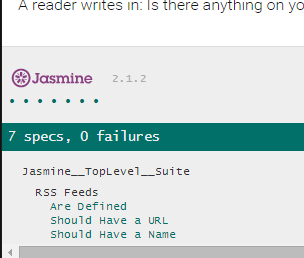 A reader writes in: Is there anything on yo
Jasmine 2.1.2
• • • • • • •
7 specs, 0 failures
Jasmine__TopLevel__Suite
RSS Feeds
Are Defined
Should Have a URL
Should Have a Name